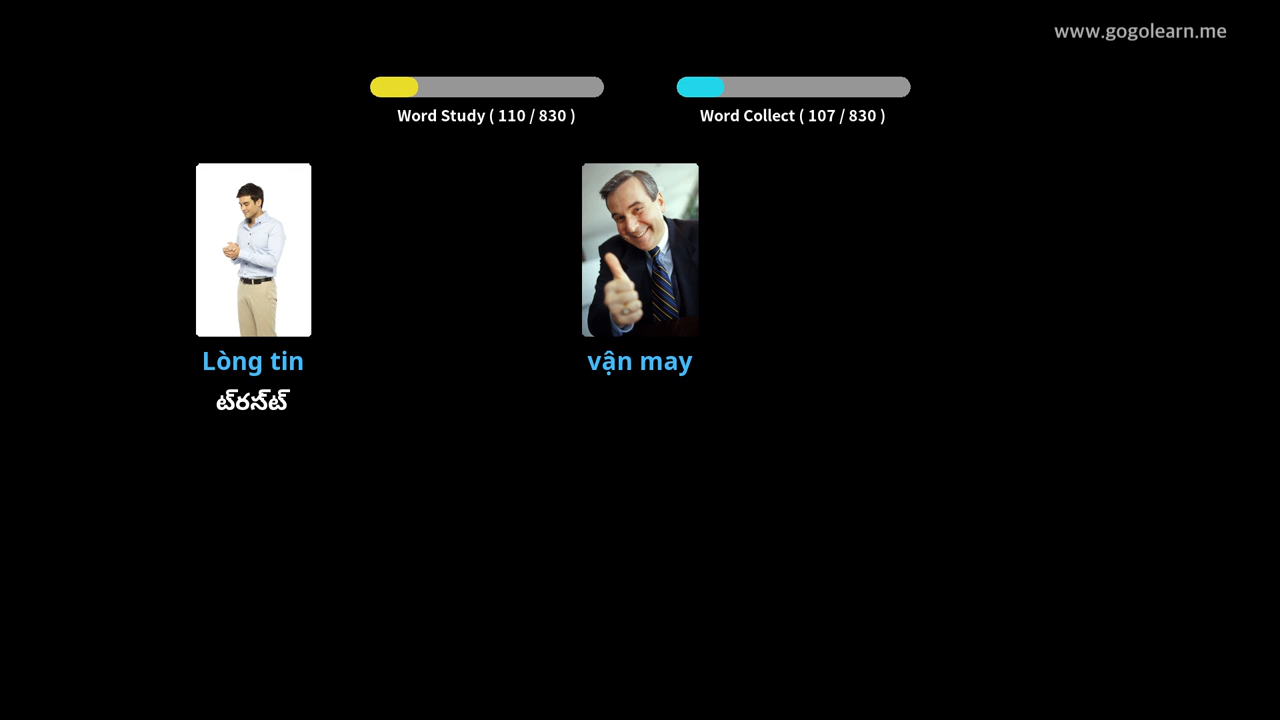 www.gogolearn.me
Word Study ( 110 / 830 )
Word Collect ( 107 / 830 )
Lòng tin
vận may
ట్‌రస్‌ట్